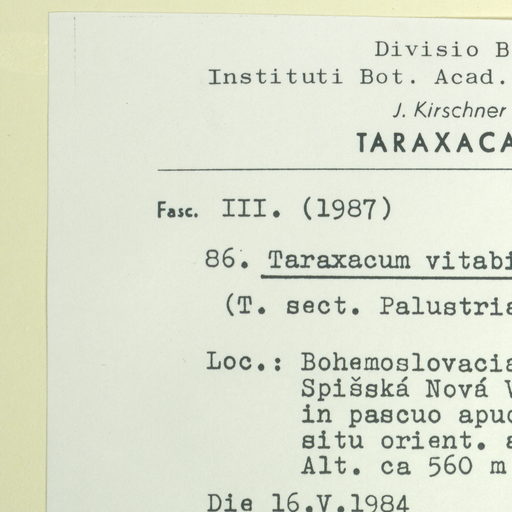 Divisio B
Instituti Bot. Acad.
J. Kirschner
TARAXACA
Fasc. III. (1987)
86. Taraxacum vitabi
(T. sect. Palustria
Loc.: Bohemoslovacia
Spišská Nová V
in pascuo apud
situ orient. a
Alt. ca 560 m
Die 16.V.1984